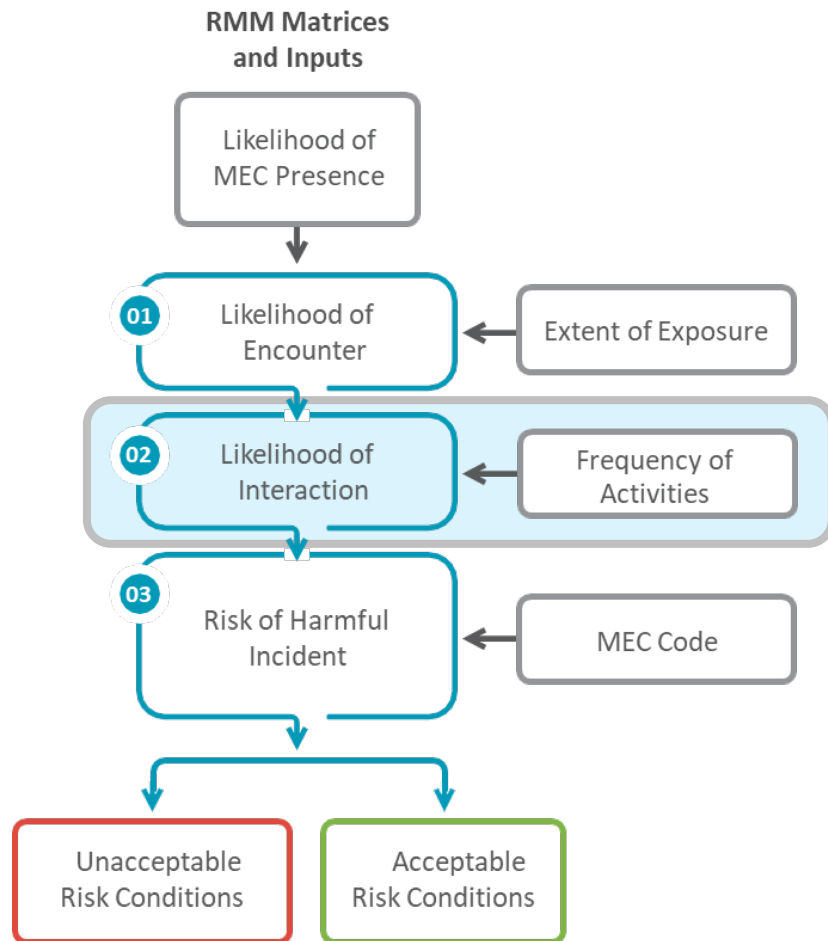 RMM Matrices
and Inputs
Likelihood of
MEC Presence
01
Likelihood of
Encounter
Extent of Exposure
02
Likelihood of
Interaction
Frequency of
Activities
03
Risk of Harmful
Incident
MEC Code
Unacceptable
Risk Conditions
Acceptable
Risk Conditions